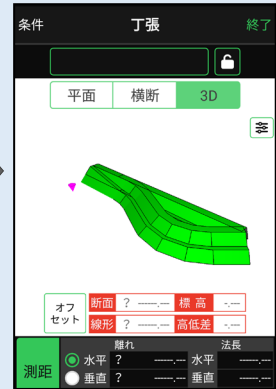 条件 丁張 終了
平面 横断 3D
オフセット
断面 ? ------.--- 標高 -.---
線形 ? ------.--- 高低差 -.---
離れ 法長
測距
水平 ? ------.--- 水平 ------.---
垂直 ? ------.--- 垂直 ------.---